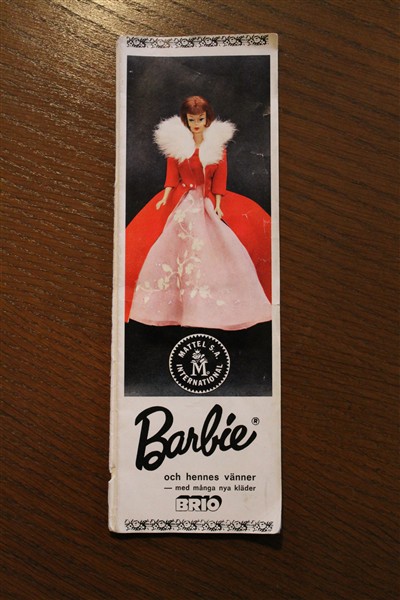 MATTEL S.A.
M
INTERNATIONAL
Barbie®
och hennes vänner
— med många nya kläder
BRIO